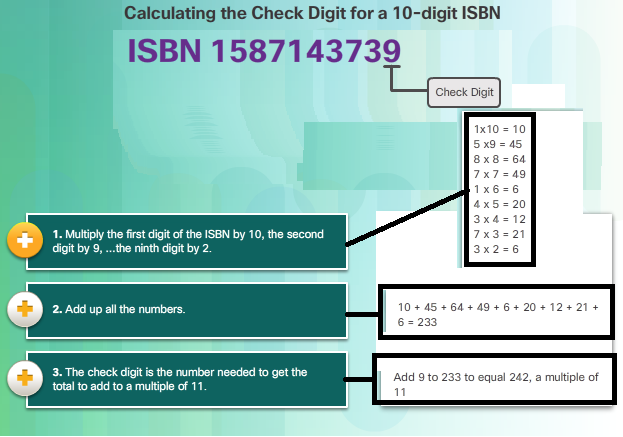 Calculating the Check Digit for a 10-digit ISBN
ISBN 1587143739
Check Digit
1x10 = 10
5 x9 = 45
8 x 8 = 64
7 x 7 = 49
1 x 6 = 6
4 x 5 = 20
3 x 4 = 12
7 x 3 = 21
3 x 2 = 6
1. Multiply the first digit of the ISBN by 10, the second
digit by 9, ...the ninth digit by 2.
2. Add up all the numbers.
10 + 45 + 64 + 49 + 6 + 20 + 12 + 21 +
6 = 233
3. The check digit is the number needed to get the
total to add to a multiple of 11.
Add 9 to 233 to equal 242, a multiple of
11